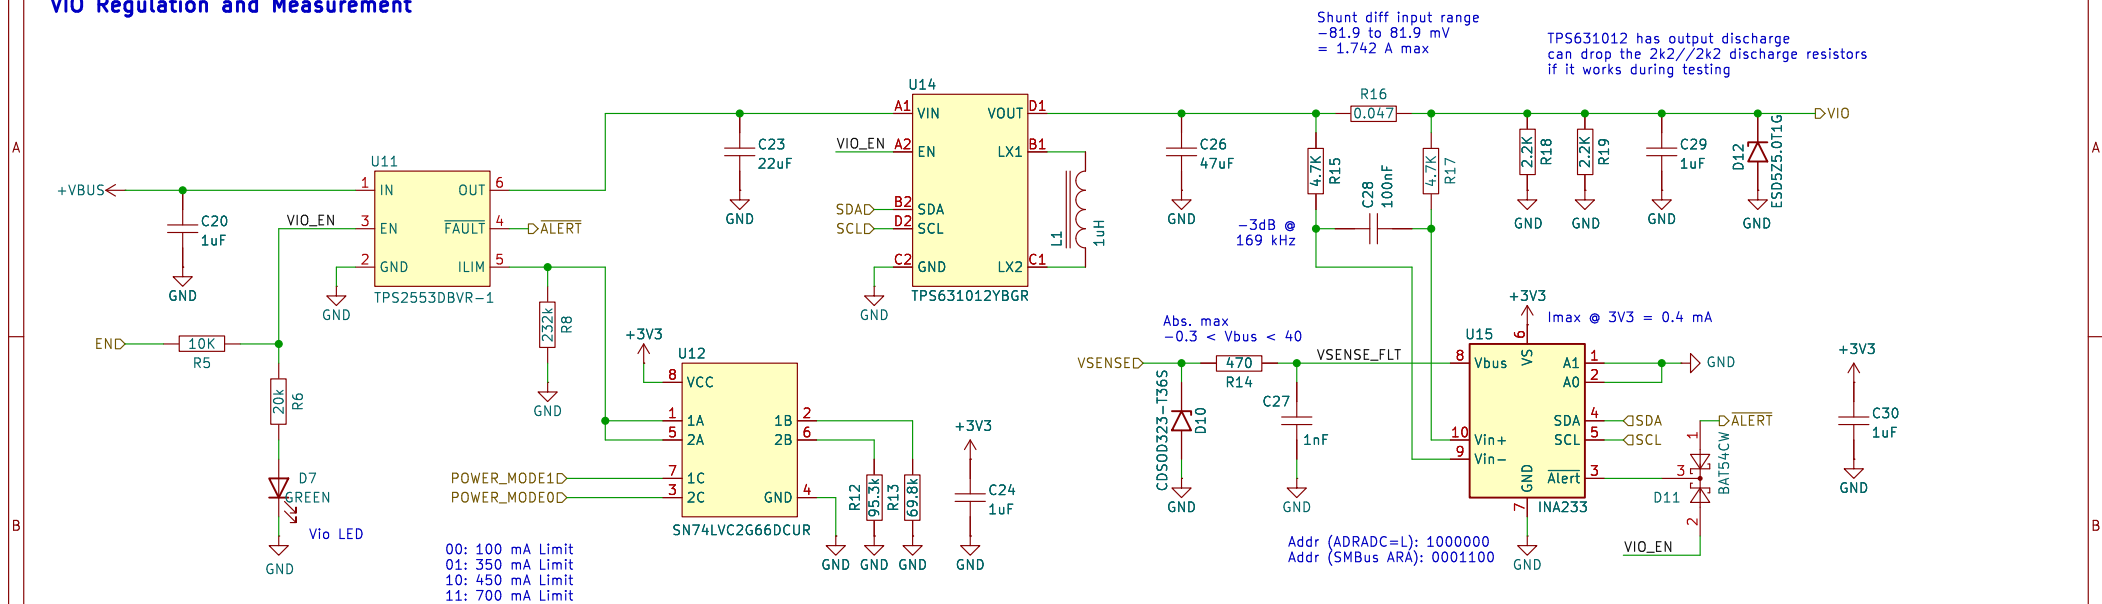 VIO Regulation and Measurement
Shunt diff input range
-81.9 to 81.9 mV
= 1.742 A max
TPS631012 has output discharge
can drop the 2k2//2k2 discharge resistors
if it works during testing
A
+VBUS
C20
1uF
GND
VIO_EN
U11
1 IN
3 EN
2 GND
OUT 6
FAULT 4
ILIM 5
TPS2553DBVR-1
GND
ALERT
EN
10K
R5
20k
R6
D7
GREEN
Vio LED
GND
232k
R8
GND
C23
22uF
GND
VIO_EN
SDA
SCL
GND
U14
A1 VIN
A2 EN
B2 SDA
D2 SCL
C2 GND
VOUT D1
LX1 B1
LX2 C1
TPS631012YBGR
L1
1uH
C26
47uF
GND
R16
0.047
4.7K
R15
C28
100nF
4.7K
R17
-3dB @
169 kHz
2.2K
R18
GND
2.2K
R19
GND
C29
1uF
GND
D12
ESD5Z5.0T1G
GND
VIO
A
+3V3
U12
8 VCC
1 1A
5 2A
7 1C
3 2C
1B 2
2B 6
GND 4
SN74LVC2G66DCUR
POWER_MODE1
POWER_MODE0
00: 100 mA Limit
01: 350 mA Limit
10: 450 mA Limit
11: 700 mA Limit
GND
R12
95.3k
GND
R13
69.8k
GND
+3V3
C24
1uF
GND
Abs. max
-0.3 < Vbus < 40
VSENSE
470
R14
VSENSE_FLT
CDSOD323-T36S
D10
GND
C27
1nF
GND
+3V3
Imax @ 3V3 = 0.4 mA
U15
6
VS
8 Vbus
10 Vin+
9 Vin-
A1 1
A0 2
SDA 4
SCL 5
Alert 3
GND
7
INA233
GND
GND
SDA
SCL
ALERT
1
3
2
D11
BAT54CW
VIO_EN
Addr (ADRADC=L): 1000000
Addr (SMBus ARA): 0001100
+3V3
C30
1uF
GND
B
B